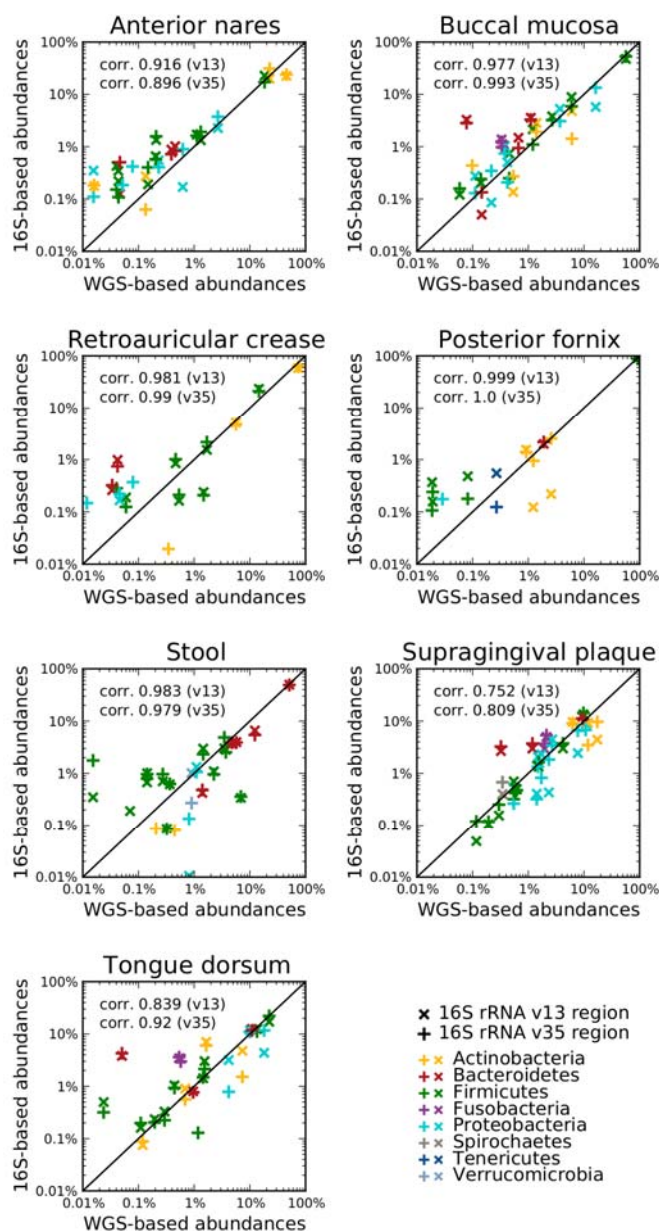 Anterior nares
corr. 0.916 (v13)
corr. 0.896 (v35)
100%
10%
1%
0.1%
0.01%
16S-based abundances
0.01% 0.1% 1% 10% 100%
WGS-based abundances
Buccal mucosa
corr. 0.977 (v13)
corr. 0.993 (v35)
100%
10%
1%
0.1%
0.01%
16S-based abundances
0.01% 0.1% 1% 10% 100%
WGS-based abundances
Retroauricular crease
corr. 0.981 (v13)
corr. 0.99 (v35)
100%
10%
1%
0.1%
0.01%
16S-based abundances
0.01% 0.1% 1% 10% 100%
WGS-based abundances
Posterior fornix
corr. 0.999 (v13)
corr. 1.0 (v35)
100%
10%
1%
0.1%
0.01%
16S-based abundances
0.01% 0.1% 1% 10% 100%
WGS-based abundances
Stool
corr. 0.983 (v13)
corr. 0.979 (v35)
100%
10%
1%
0.1%
0.01%
16S-based abundances
0.01% 0.1% 1% 10% 100%
WGS-based abundances
Supragingival plaque
corr. 0.752 (v13)
corr. 0.809 (v35)
100%
10%
1%
0.1%
0.01%
16S-based abundances
0.01% 0.1% 1% 10% 100%
WGS-based abundances
Tongue dorsum
corr. 0.839 (v13)
corr. 0.92 (v35)
100%
10%
1%
0.1%
0.01%
16S-based abundances
0.01% 0.1% 1% 10% 100%
WGS-based abundances
16S rRNA v13 region
16S rRNA v35 region
Actinobacteria
Bacteroidetes
Firmicutes
Fusobacteria
Proteobacteria
Spirochaetes
Tenericutes
Verrucomicrobia